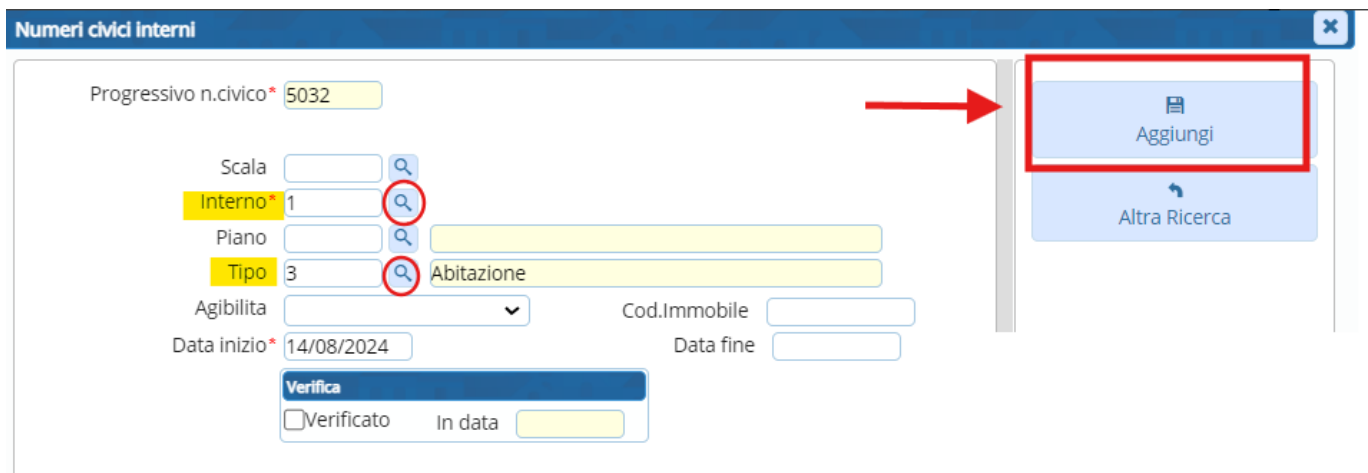 Numeri civici interni
Progressivo n.civico* 5032
Aggiungi
Scala
Interno* 1
Altra Ricerca
Piano
Tipo 3 Abitazione
Agibilita Cod.Immobile
Data inizio* 14/08/2024 Data fine
Verifica
Verificato In data